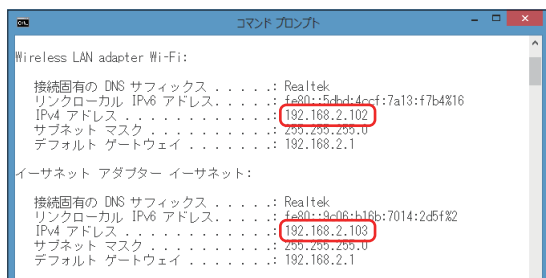 コマンド プロンプト
Wireless LAN adapter Wi-Fi:
接続固有の DNS サフィックス . . . . .: Realtek
リンクローカル IPv6 アドレス. . . . .: fe80::5dbd:4ccf:7a13:f7b4%16
IPv4 アドレス . . . . . . . . . . . .: 192.168.2.102
サブネット マスク . . . . . . . . . .: 255.255.255.0
デフォルト ゲートウェイ . . . . . . .: 192.168.2.1
イーサネット アダプター イーサネット:
接続固有の DNS サフィックス . . . . .: Realtek
リンクローカル IPv6 アドレス. . . . .: fe80::9c06:b16b:7014:2d5f%2
IPv4 アドレス . . . . . . . . . . . .: 192.168.2.103
サブネット マスク . . . . . . . . . .: 255.255.255.0
デフォルト ゲートウェイ . . . . . . .: 192.168.2.1